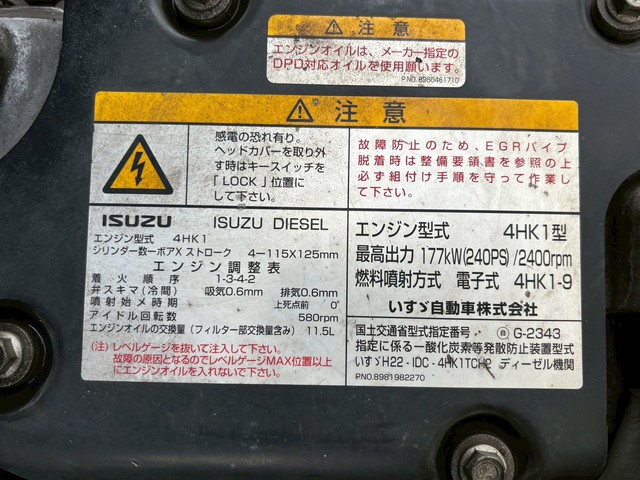 ⚠ 注意
エンジンオイルは、メーカー指定の
DPD対応オイルを使用願います。
P.NO.8980461710
⚠ 注意
感電の恐れ有り。
ヘッドカバーを取り外
す時はキースイッチを
「LOCK」位置に
して下さい。
故障防止のため、EGRパイプ
脱着時は整備要領書を参照の上
必ず組付け手順を守って作業し
て下さい。
ISUZU ISUZU DIESEL
エンジン型式 4HK1
シリンダー数ーボアX ストローク 4ー115X125mm
エンジン調整表
着火順序 1-3-4-2
弁スキマ(冷間) 吸気0.6mm 排気0.6mm
噴射始メ時期 上死点前 0°
アイドル回転数 580rpm
エンジンオイルの交換量(フィルター部交換量含み) 11.5L
(注)レベルゲージを抜いて注入して下さい。
故障の原因となるのでレベルゲージMAX位置以上
にエンジンオイルを入れないで下さい。
エンジン型式 4HK1型
最高出力 177kW(240PS)/2400rpm
燃料噴射方式 電子式 4HK1-9
いすゞ自動車株式会社
国土交通省型式指定番号 ⓐ G-2343
指定に係る一酸化炭素等発散防止装置型式
いすゞH22-IDC-4HK1TCH2 ディーゼル機関
P.NO.8981982270